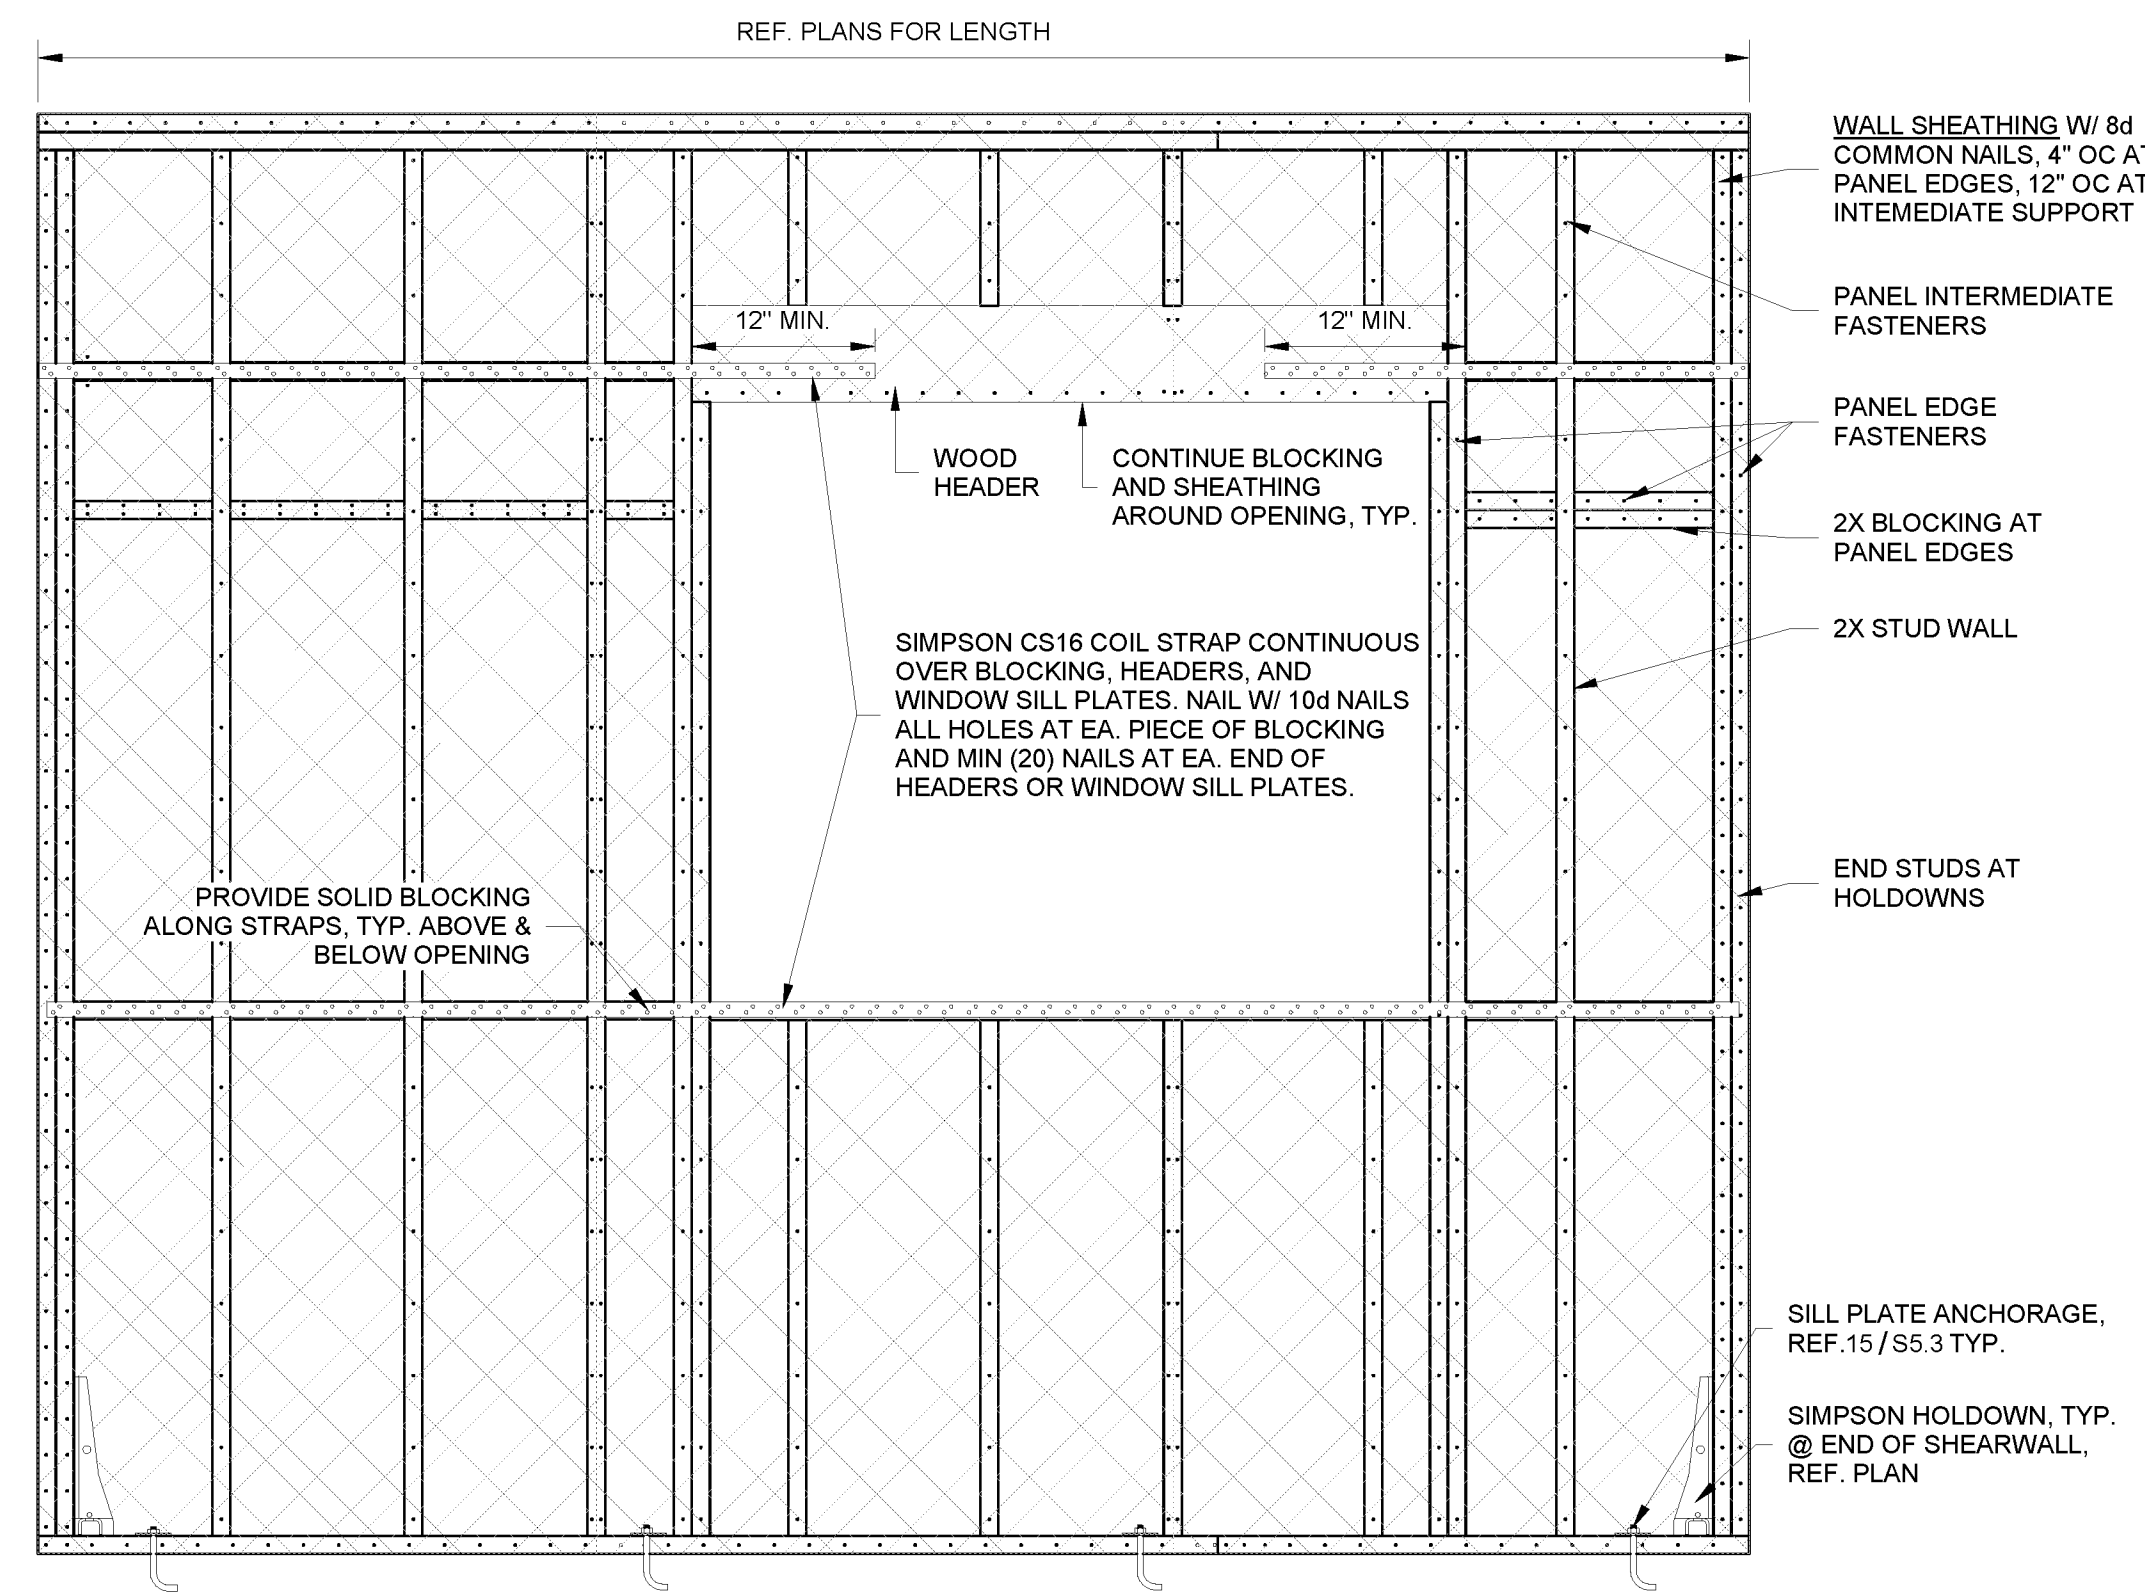 REF. PLANS FOR LENGTH
WALL SHEATHING W/ 8d
COMMON NAILS, 4" OC AT
PANEL EDGES, 12" OC AT
INTEMEDIATE SUPPORT
PANEL INTERMEDIATE
FASTENERS
12" MIN.
12" MIN.
PANEL EDGE
FASTENERS
WOOD
HEADER
CONTINUE BLOCKING
AND SHEATHING
AROUND OPENING, TYP.
2X BLOCKING AT
PANEL EDGES
2X STUD WALL
SIMPSON CS16 COIL STRAP CONTINUOUS
OVER BLOCKING, HEADERS, AND
WINDOW SILL PLATES. NAIL W/ 10d NAILS
ALL HOLES AT EA. PIECE OF BLOCKING
AND MIN (20) NAILS AT EA. END OF
HEADERS OR WINDOW SILL PLATES.
PROVIDE SOLID BLOCKING
ALONG STRAPS, TYP. ABOVE &
BELOW OPENING
END STUDS AT
HOLDOWNS
SILL PLATE ANCHORAGE,
REF.15/S5.3 TYP.
SIMPSON HOLDOWN, TYP.
@ END OF SHEARWALL,
REF. PLAN